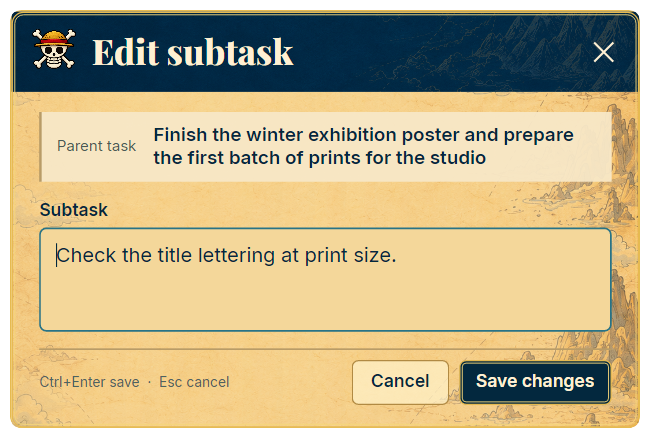 Edit subtask
Parent task
Finish the winter exhibition poster and prepare
the first batch of prints for the studio
Subtask
Check the title lettering at print size.
Ctrl+Enter save · Esc cancel
Cancel
Save changes